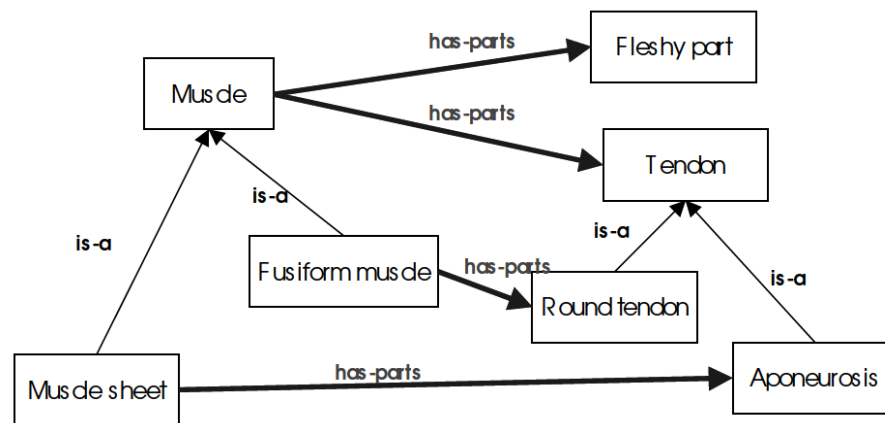 has-parts
Fleshy part
Muscle
has-parts
Tendon
is-a
is-a
is-a
Fusiform muscle
has-parts
is-a
Round tendon
Muscle sheet
has-parts
Aponeurosis